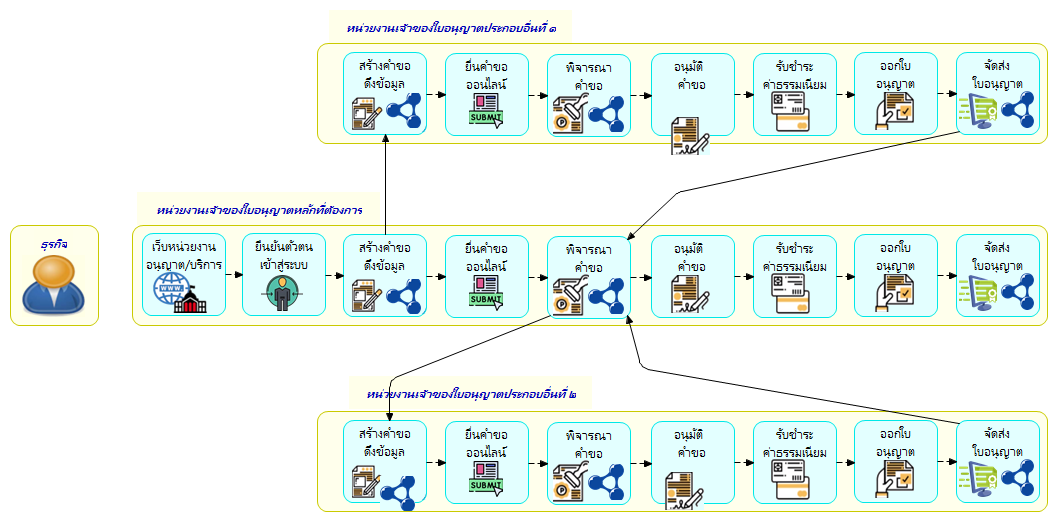 หน่วยงานเจ้าของใบอนุญาตประกอบอื่นที่ ๑
สร้างคำขอ
ดึงข้อมูล
ยื่นคำขอ
ออนไลน์
SUBMIT
พิจารณา
คำขอ
อนุมัติ
คำขอ
รับชำระ
ค่าธรรมเนียม
ออกใบ
อนุญาต
จัดส่ง
ใบอนุญาต
หน่วยงานเจ้าของใบอนุญาตหลักที่ต้องการ
ธุรกิจ
เว็บหน่วยงาน
อนุญาต/บริการ
WWW
ยืนยันตัวตน
เข้าสู่ระบบ
สร้างคำขอ
ดึงข้อมูล
ยื่นคำขอ
ออนไลน์
SUBMIT
พิจารณา
คำขอ
อนุมัติ
คำขอ
รับชำระ
ค่าธรรมเนียม
ออกใบ
อนุญาต
จัดส่ง
ใบอนุญาต
หน่วยงานเจ้าของใบอนุญาตประกอบอื่นที่ ๒
สร้างคำขอ
ดึงข้อมูล
ยื่นคำขอ
ออนไลน์
SUBMIT
พิจารณา
คำขอ
อนุมัติ
คำขอ
รับชำระ
ค่าธรรมเนียม
ออกใบ
อนุญาต
จัดส่ง
ใบอนุญาต